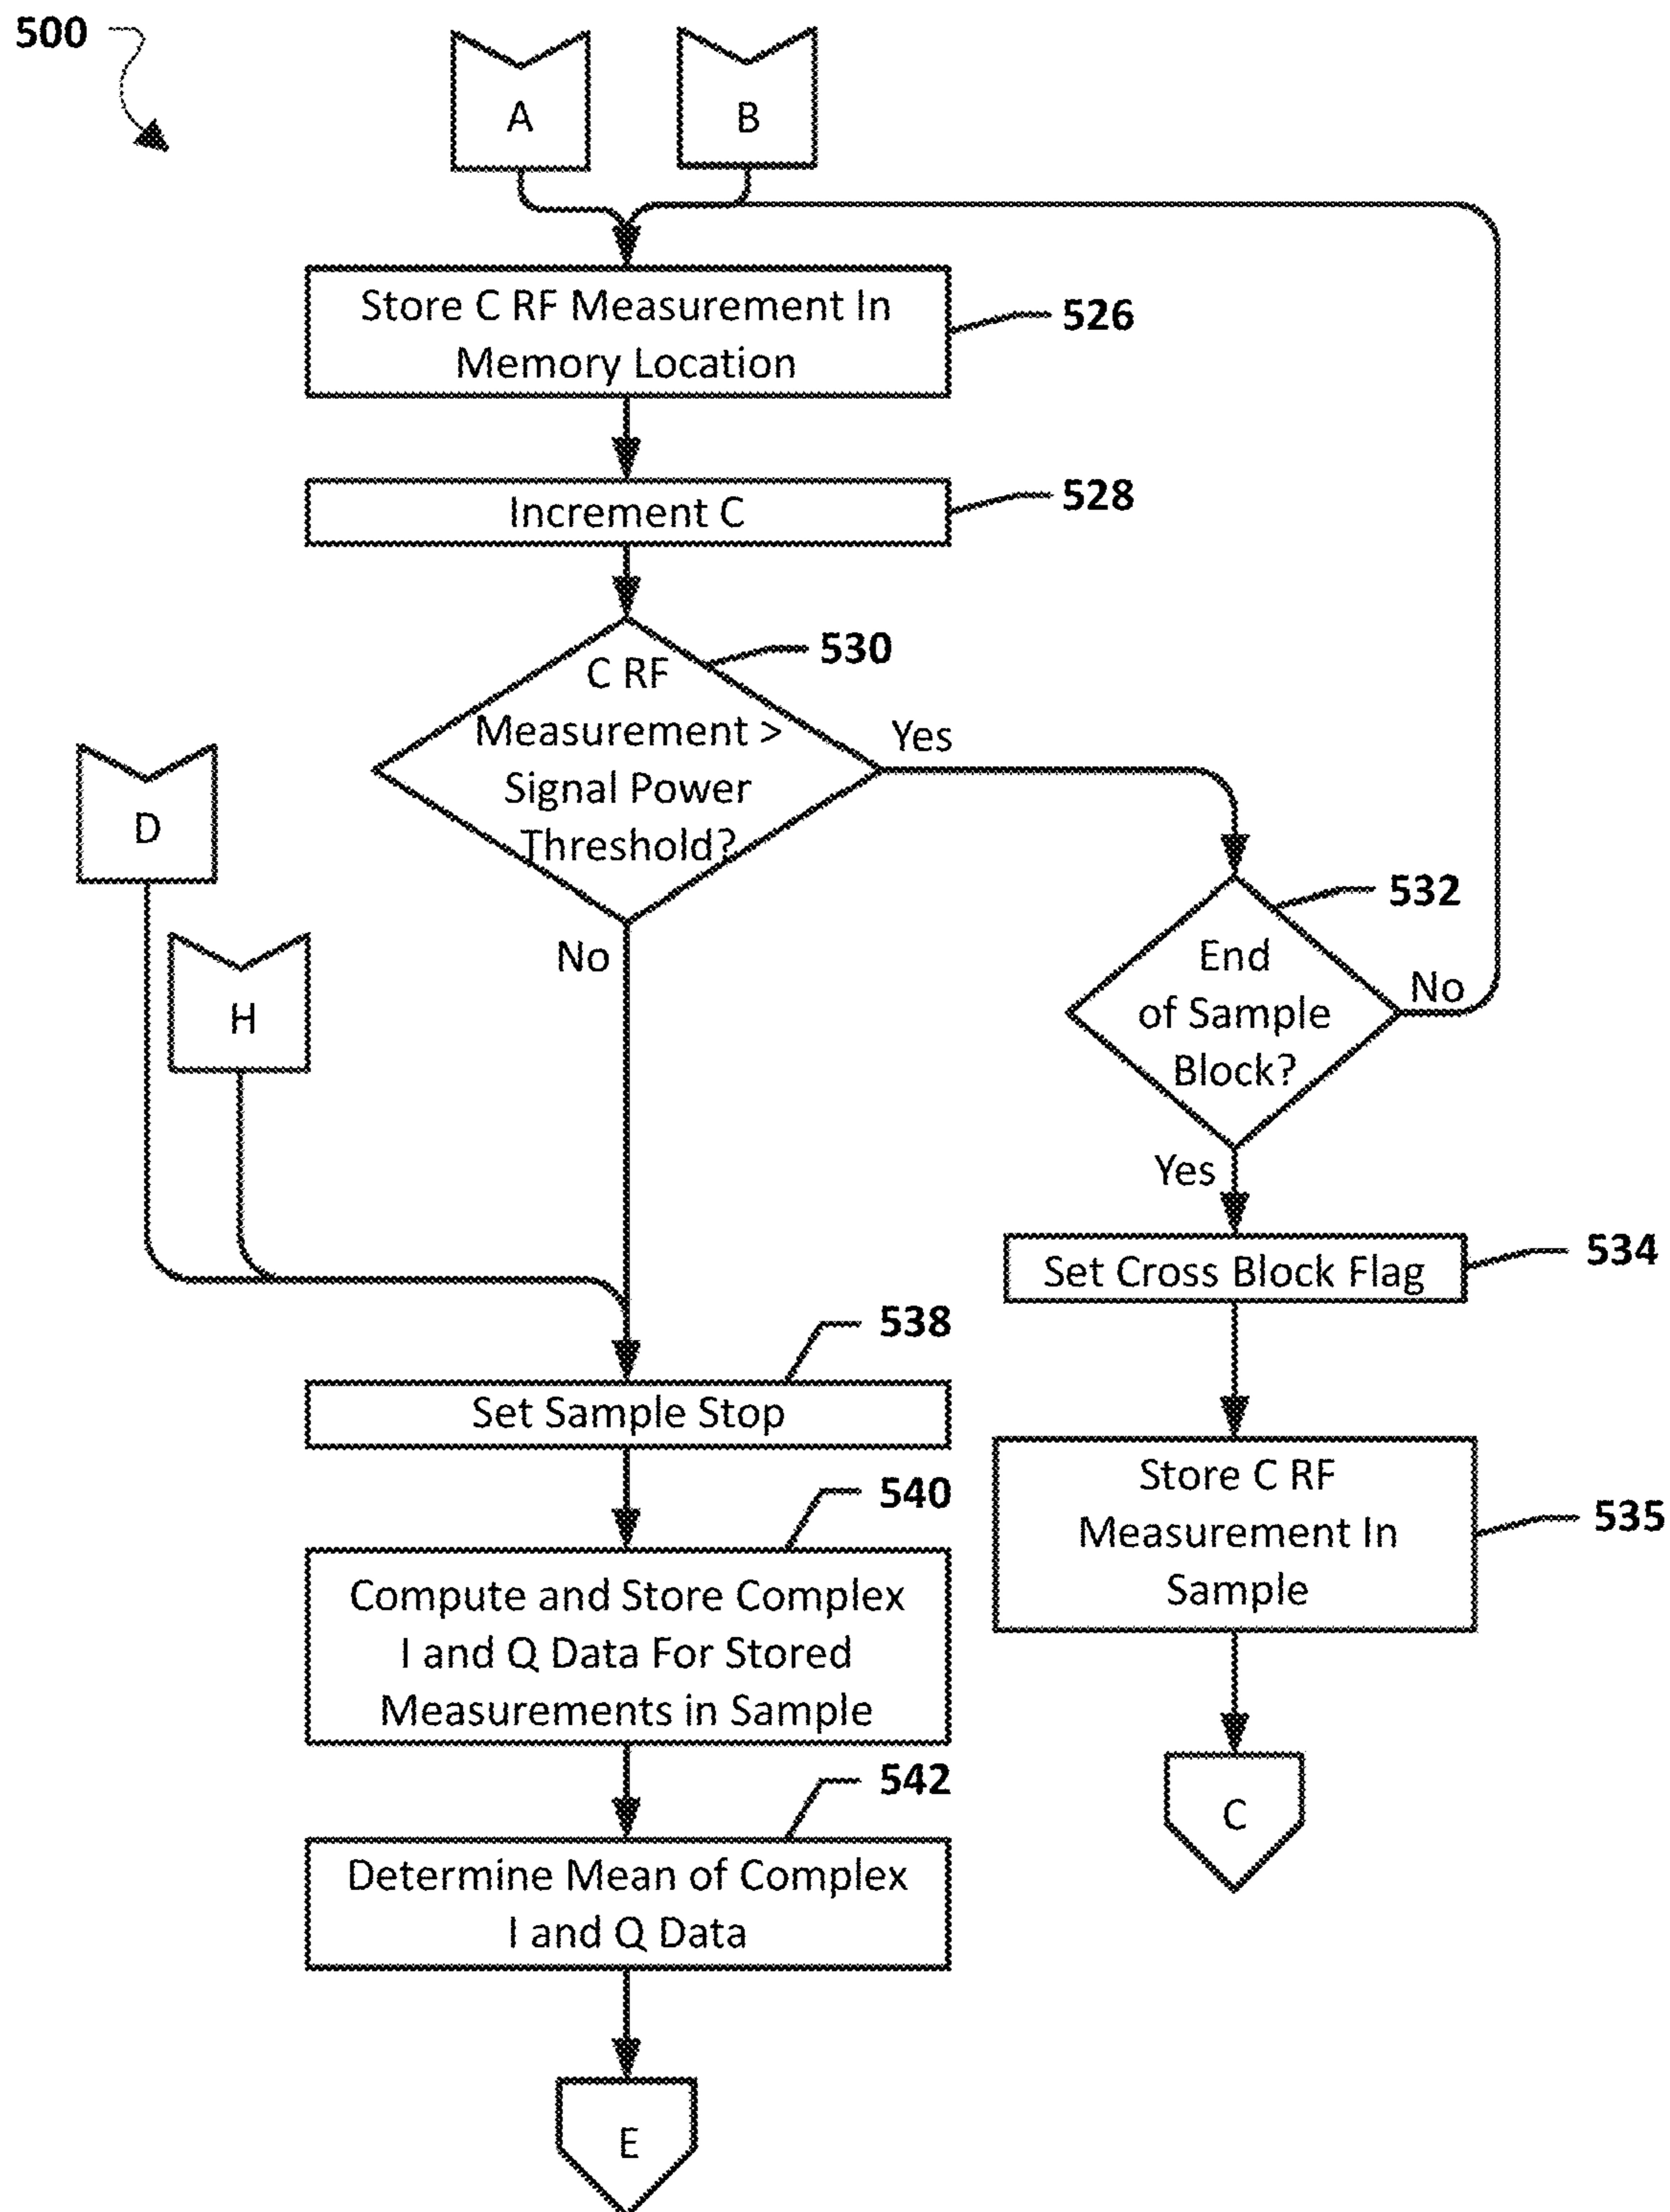 500
A
B
Store C RF Measurement In
Memory Location
526
Increment C
528
530
C RF
Measurement >
Signal Power
Threshold?
Yes
No
D
H
532
End
of Sample
Block?
No
Yes
Set Cross Block Flag
534
538
Set Sample Stop
Store C RF
Measurement In
Sample
535
540
Compute and Store Complex
I and Q Data For Stored
Measurements in Sample
542
Determine Mean of Complex
I and Q Data
C
E